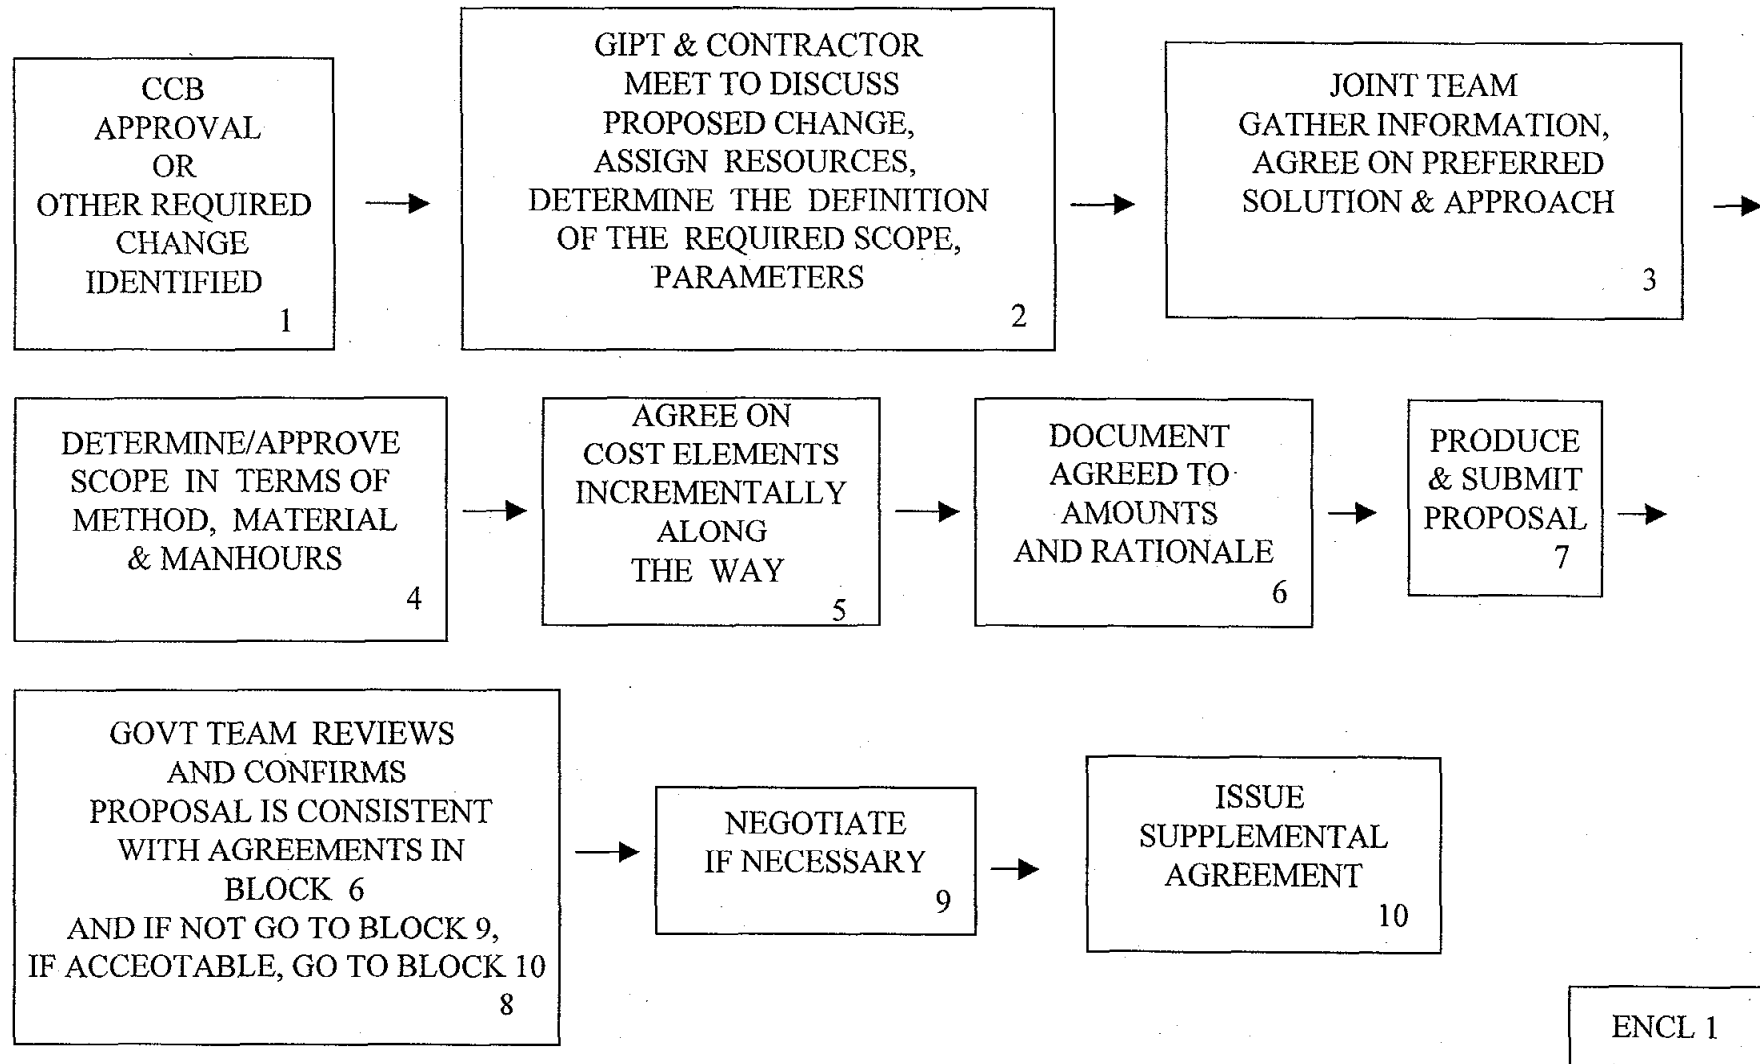 CCB
APPROVAL
OR
OTHER REQUIRED
CHANGE
IDENTIFIED
1
GIPT & CONTRACTOR
MEET TO DISCUSS
PROPOSED CHANGE,
ASSIGN RESOURCES,
DETERMINE THE DEFINITION
OF THE REQUIRED SCOPE,
PARAMETERS
2
JOINT TEAM
GATHER INFORMATION,
AGREE ON PREFERRED
SOLUTION & APPROACH
3
DETERMINE/APPROVE
SCOPE IN TERMS OF
METHOD, MATERIAL
& MANHOURS
4
AGREE ON
COST ELEMENTS
INCREMENTALLY
ALONG
THE WAY
5
DOCUMENT
AGREED TO
AMOUNTS
AND RATIONALE
6
PRODUCE
& SUBMIT
PROPOSAL
7
GOVT TEAM REVIEWS
AND CONFIRMS
PROPOSAL IS CONSISTENT
WITH AGREEMENTS IN
BLOCK 6
AND IF NOT GO TO BLOCK 9,
IF ACCEOTABLE, GO TO BLOCK 10
8
NEGOTIATE
IF NECESSARY
9
ISSUE
SUPPLEMENTAL
AGREEMENT
10
ENCL 1